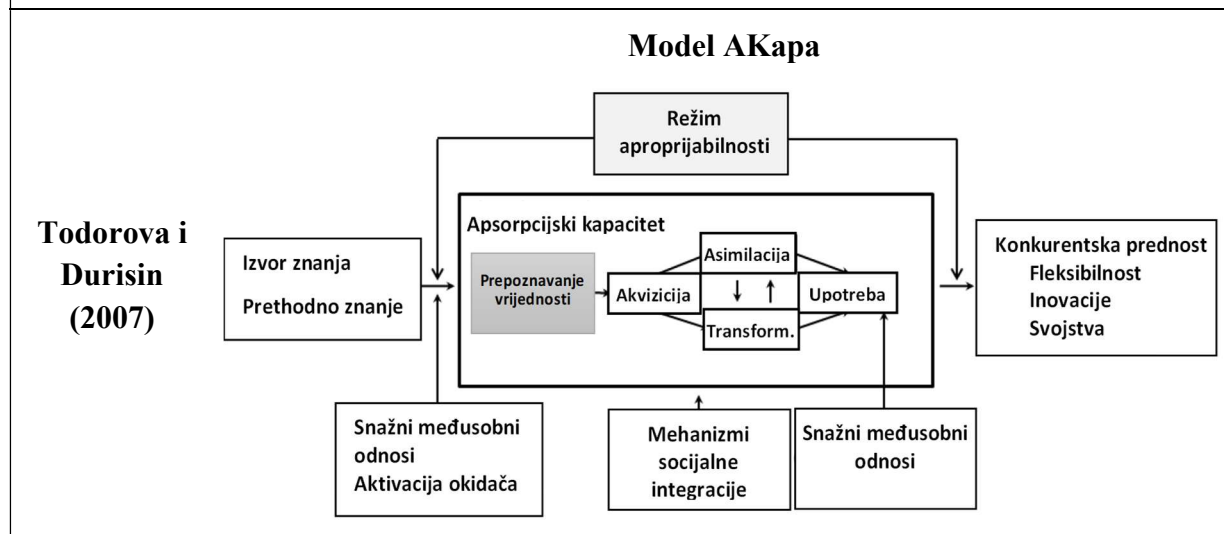 Model AKapa
Režim
aproprijabilnosti
Todorova i
Durisin
(2007)
Izvor znanja
Prethodno znanje
Apsorpcijski kapacitet
Prepoznavanje
vrijednosti
Akvizicija
Asimilacija
Transform.
Upotreba
Konkurentska prednost
Fleksibilnost
Inovacije
Svojstva
Snažni međusobni
odnosi
Aktivacija okidača
Mehanizmi
socijalne
integracije
Snažni međusobni
odnosi